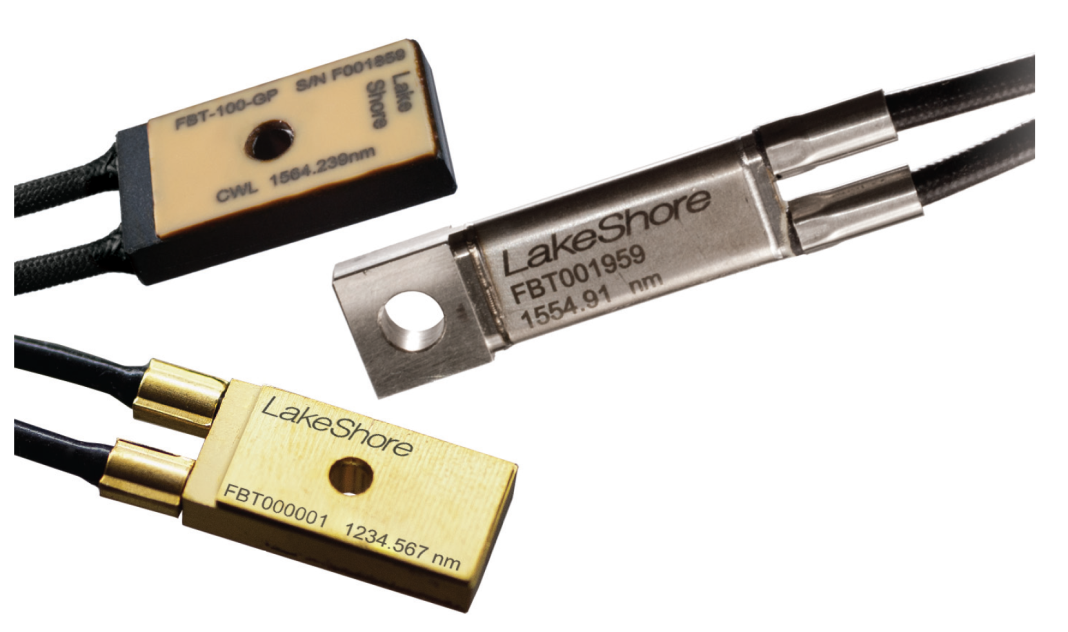 FBT-100-GP S/N F001859
Lake
Shore
CWL 1564.239nm
LakeShore
FBT001959
1554.91 nm
LakeShore
FBT000001 1234.567 nm